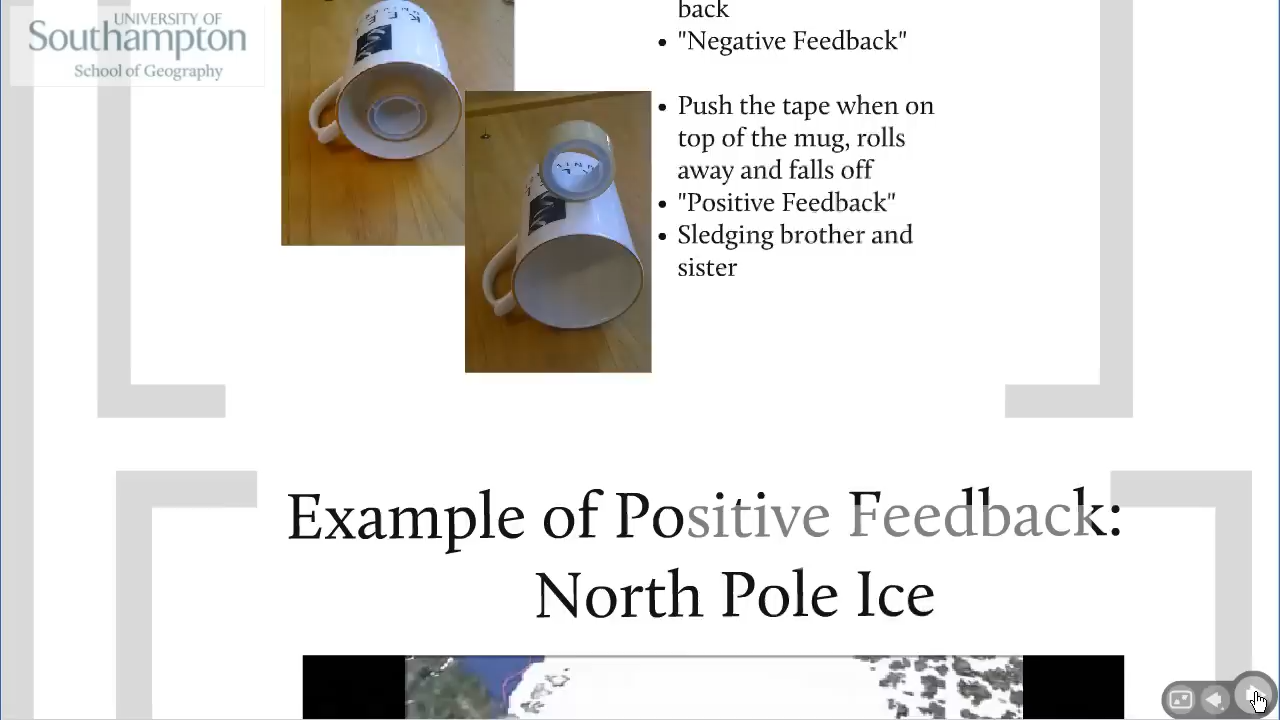 UNIVERSITY OF
Southampton
School of Geography
back
• "Negative Feedback"
• Push the tape when on
top of the mug, rolls
away and falls off
• "Positive Feedback"
• Sledging brother and
sister
Example of Positive Feedback:
North Pole Ice